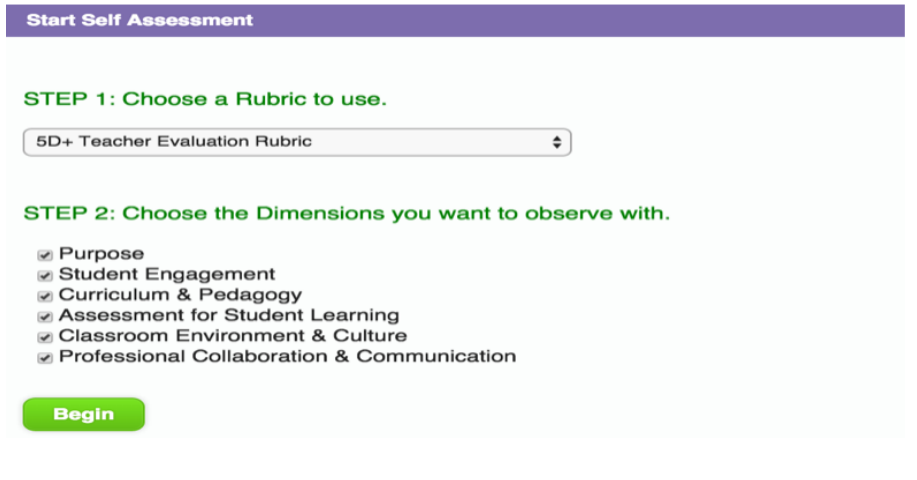 Start Self Assessment
STEP 1: Choose a Rubric to use.
5D+ Teacher Evaluation Rubric
STEP 2: Choose the Dimensions you want to observe with.
Purpose
Student Engagement
Curriculum & Pedagogy
Assessment for Student Learning
Classroom Environment & Culture
Professional Collaboration & Communication
Begin